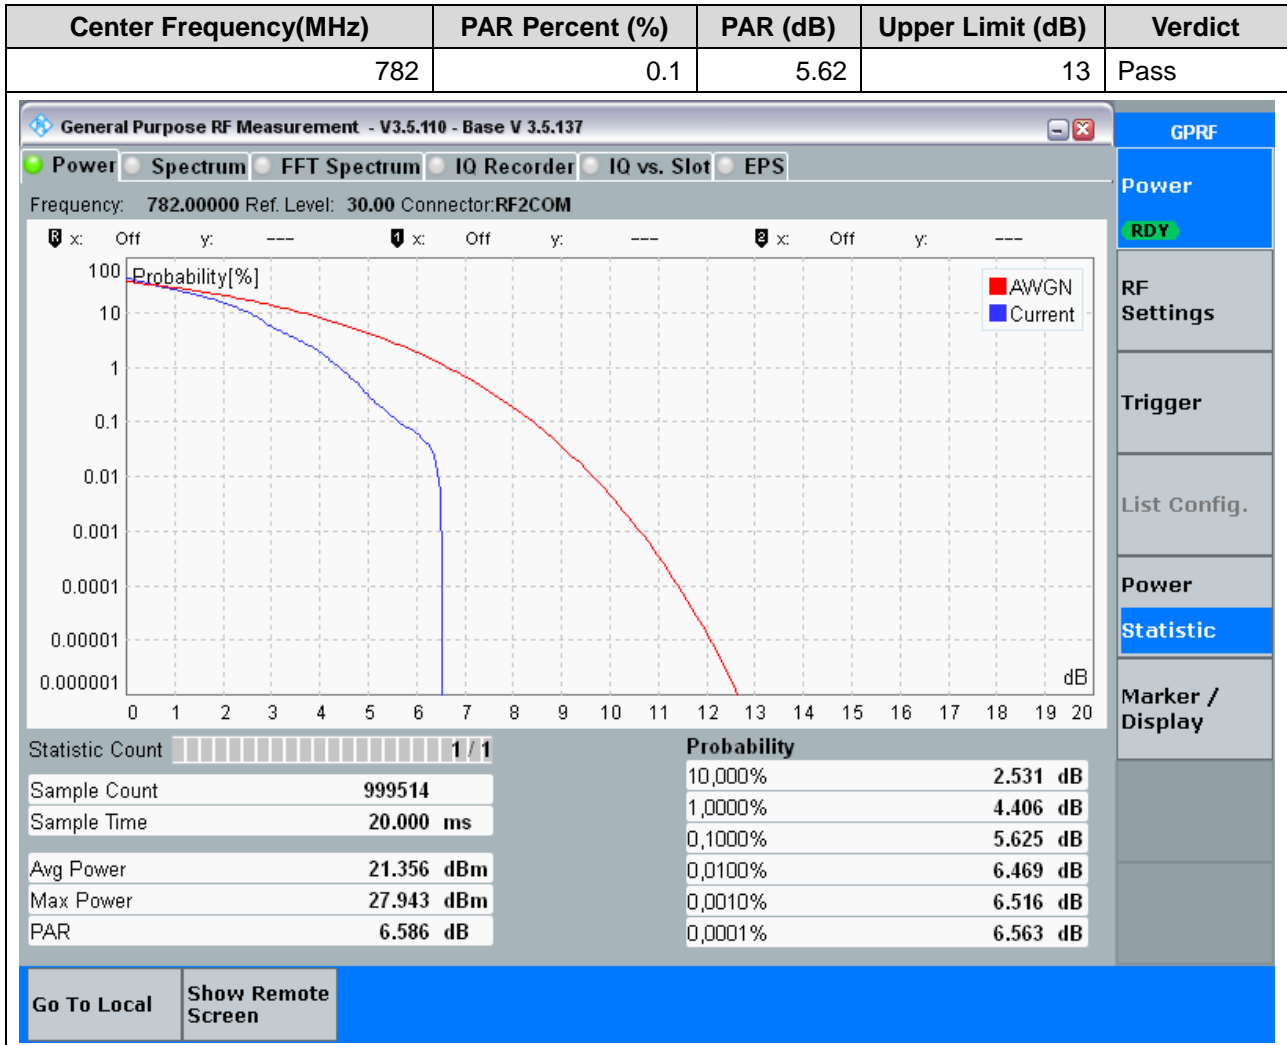 Center Frequency(MHz) PAR Percent (%) PAR (dB) Upper Limit (dB) Verdict
782 0.1 5.62 13 Pass
General Purpose RF Measurement - V3.5.110 - Base V 3.5.137
GPRF
Power Spectrum FFT Spectrum IQ Recorder IQ vs. Slot EPS
Frequency: 782.00000 Ref. Level: 30.00 Connector:RF2COM
R x: Off y: --- 1 x: Off y: --- 2 x: Off y: ---
Probability[%]
AWGN
Current
100
10
1
0.1
0.01
0.001
0.0001
0.00001
0.000001
dB
0 1 2 3 4 5 6 7 8 9 10 11 12 13 14 15 16 17 18 19 20
Statistic Count 1 / 1
Sample Count 999514
Sample Time 20.000 ms
Avg Power 21.356 dBm
Max Power 27.943 dBm
PAR 6.586 dB
Probability
10,000% 2.531 dB
1,0000% 4.406 dB
0,1000% 5.625 dB
0,0100% 6.469 dB
0,0010% 6.516 dB
0,0001% 6.563 dB
Power
RDY
RF
Settings
Trigger
List Config.
Power
Statistic
Marker /
Display
Go To Local
Show Remote
Screen